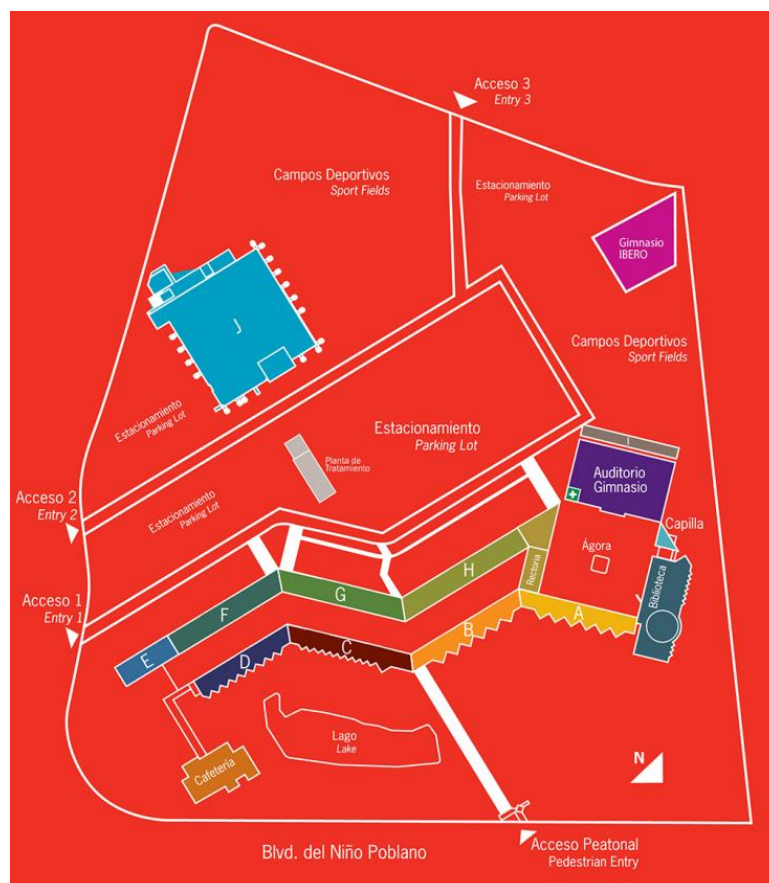 Acceso 3
Entry 3
Campos Deportivos
Sport Fields
Estacionamiento
Parking Lot
Gimnasio
IBERO
J
Campos Deportivos
Sport Fields
Estacionamiento
Parking Lot
Estacionamiento
Parking Lot
I
Planta de
Tratamiento
Auditorio
Gimnasio
Acceso 2
Entry 2
Estacionamiento
Parking Lot
Capilla
Ágora
H
Rectoría
Biblioteca
Acceso 1
Entry 1
G
F
A
B
C
D
E
Lago
Lake
Cafetería
N
Acceso Peatonal
Pedestrian Entry
Blvd. del Niño Poblano